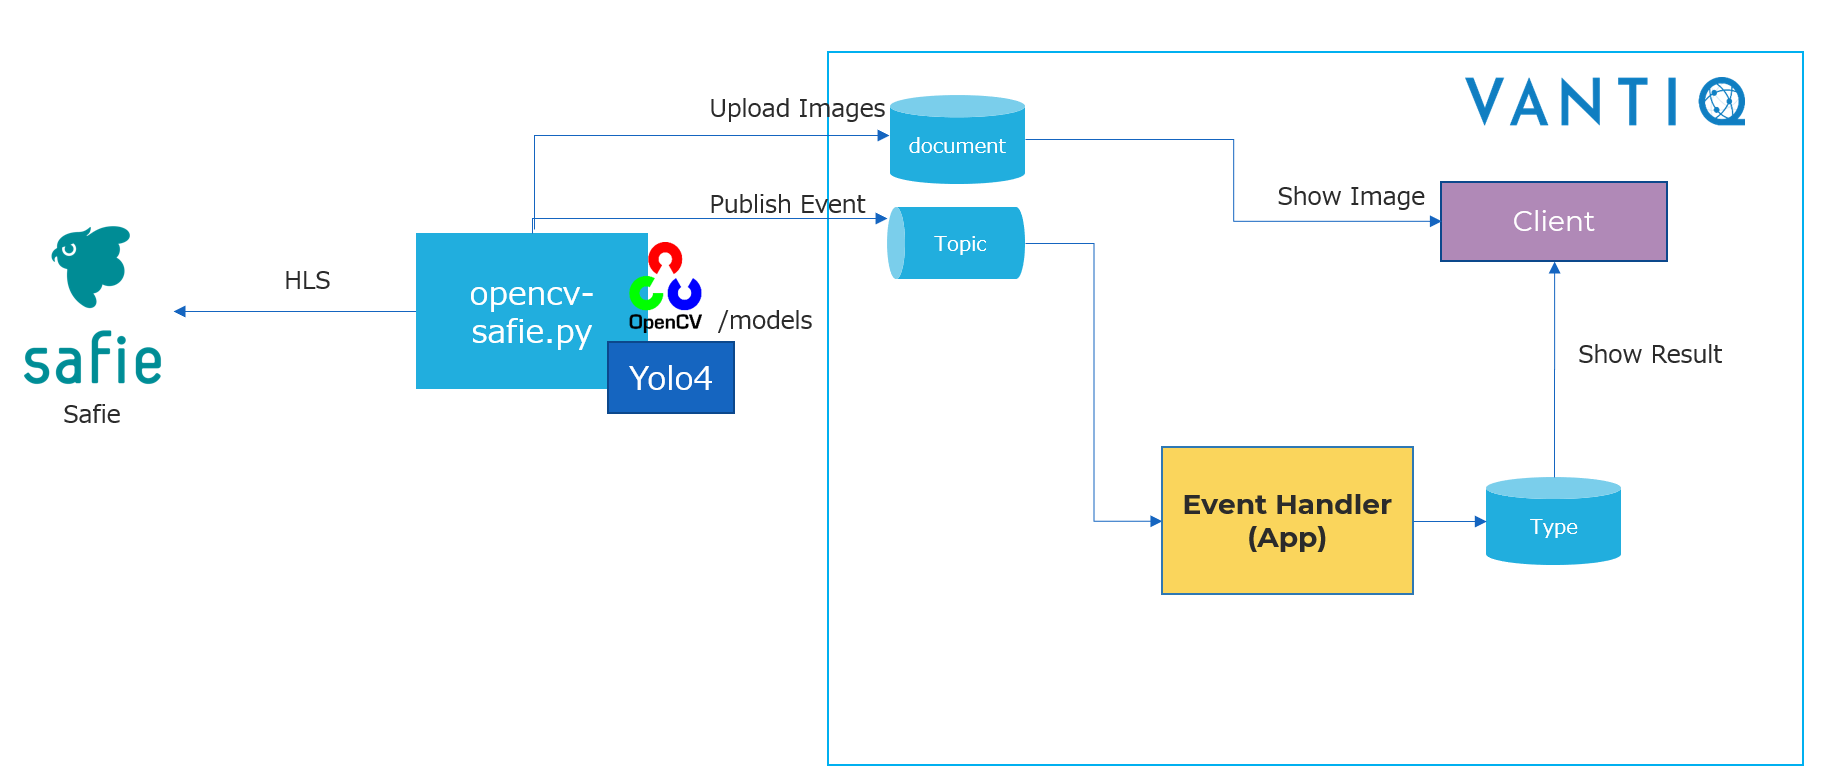 safie
Safie
HLS
opencv-
safie.py
OpenCV
/models
Yolo4
Upload Images
Publish Event
document
Topic
VANTIQ
Show Image
Client
Show Result
Event Handler
(App)
Type